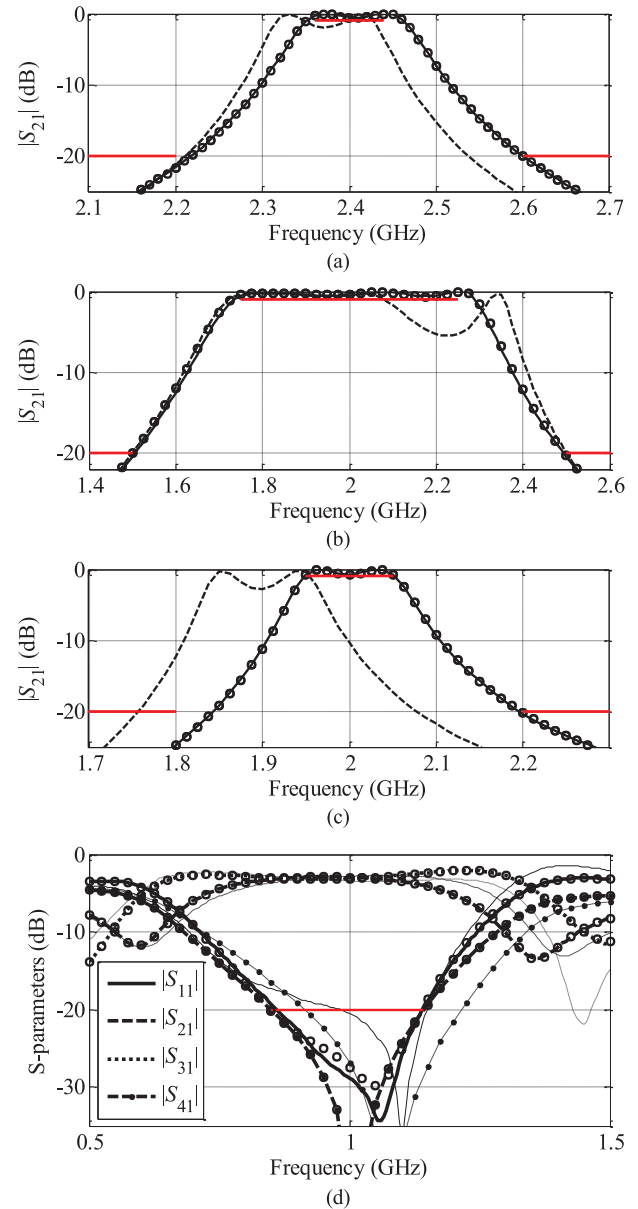 0
-10
-20
|S21| (dB)
2.1 2.2 2.3 2.4 2.5 2.6 2.7
Frequency (GHz)
(a)
0
-10
-20
|S21| (dB)
1.4 1.6 1.8 2 2.2 2.4 2.6
Frequency (GHz)
(b)
0
-10
-20
|S21| (dB)
1.7 1.8 1.9 2 2.1 2.2
Frequency (GHz)
(c)
0
-10
-20
-30
S-parameters (dB)
|S11|
|S21|
|S31|
|S41|
0.5 1 1.5
Frequency (GHz)
(d)